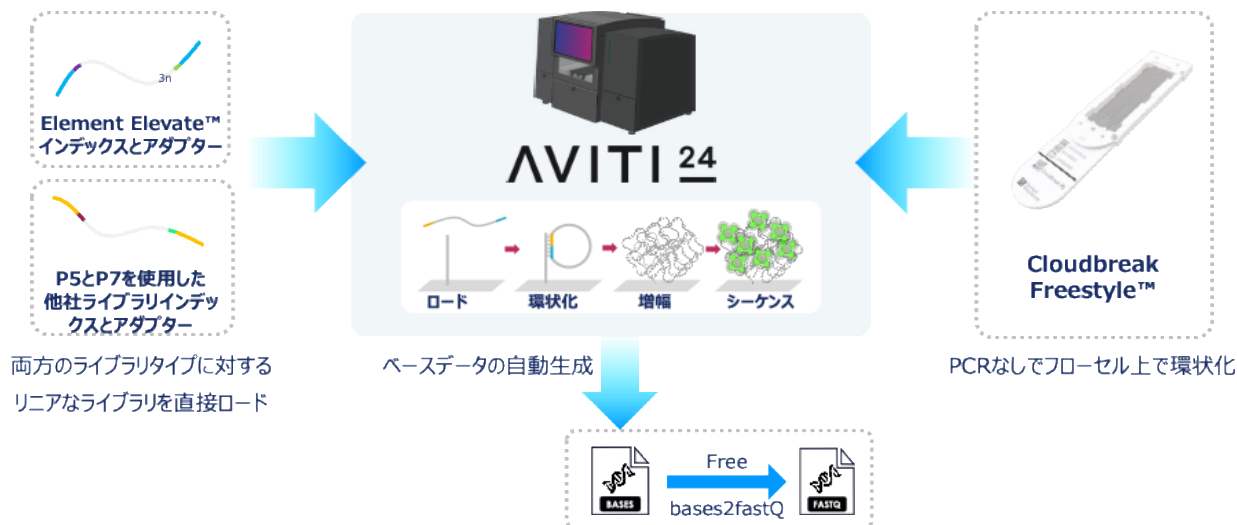 3n
Element Elevate™
インデックスとアダプター
P5とP7を使用した
他社ライブラリインデッ
クスとアダプター
両方のライブラリタイプに対する
リニアなライブラリを直接ロード
AVITI 24
ロード
環状化
増幅
シーケンス
ベースデータの自動生成
Cloudbreak
Freestyle™
PCRなしでフローセル上で環状化
BASES
Free
bases2fastQ
FASTQ